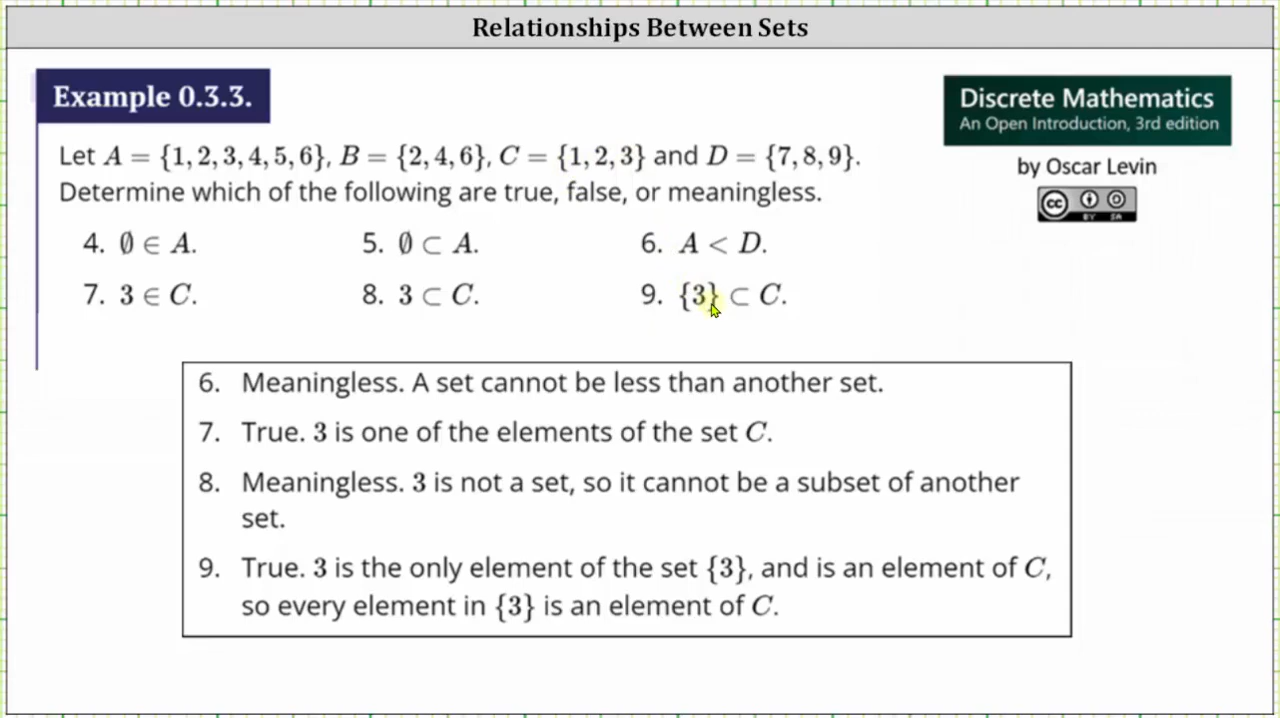 Relationships Between Sets
Example 0.3.3.
Discrete Mathematics
An Open Introduction, 3rd edition
by Oscar Levin
cc BY SA
Let A = {1, 2, 3, 4, 5, 6}, B = {2, 4, 6}, C = {1, 2, 3} and D = {7, 8, 9}.
Determine which of the following are true, false, or meaningless.
4. ∅ ∈ A. 5. ∅ ⊂ A. 6. A < D.
7. 3 ∈ C. 8. 3 ⊂ C. 9. {3} ⊂ C.
6. Meaningless. A set cannot be less than another set.
7. True. 3 is one of the elements of the set C.
8. Meaningless. 3 is not a set, so it cannot be a subset of another
set.
9. True. 3 is the only element of the set {3}, and is an element of C,
so every element in {3} is an element of C.